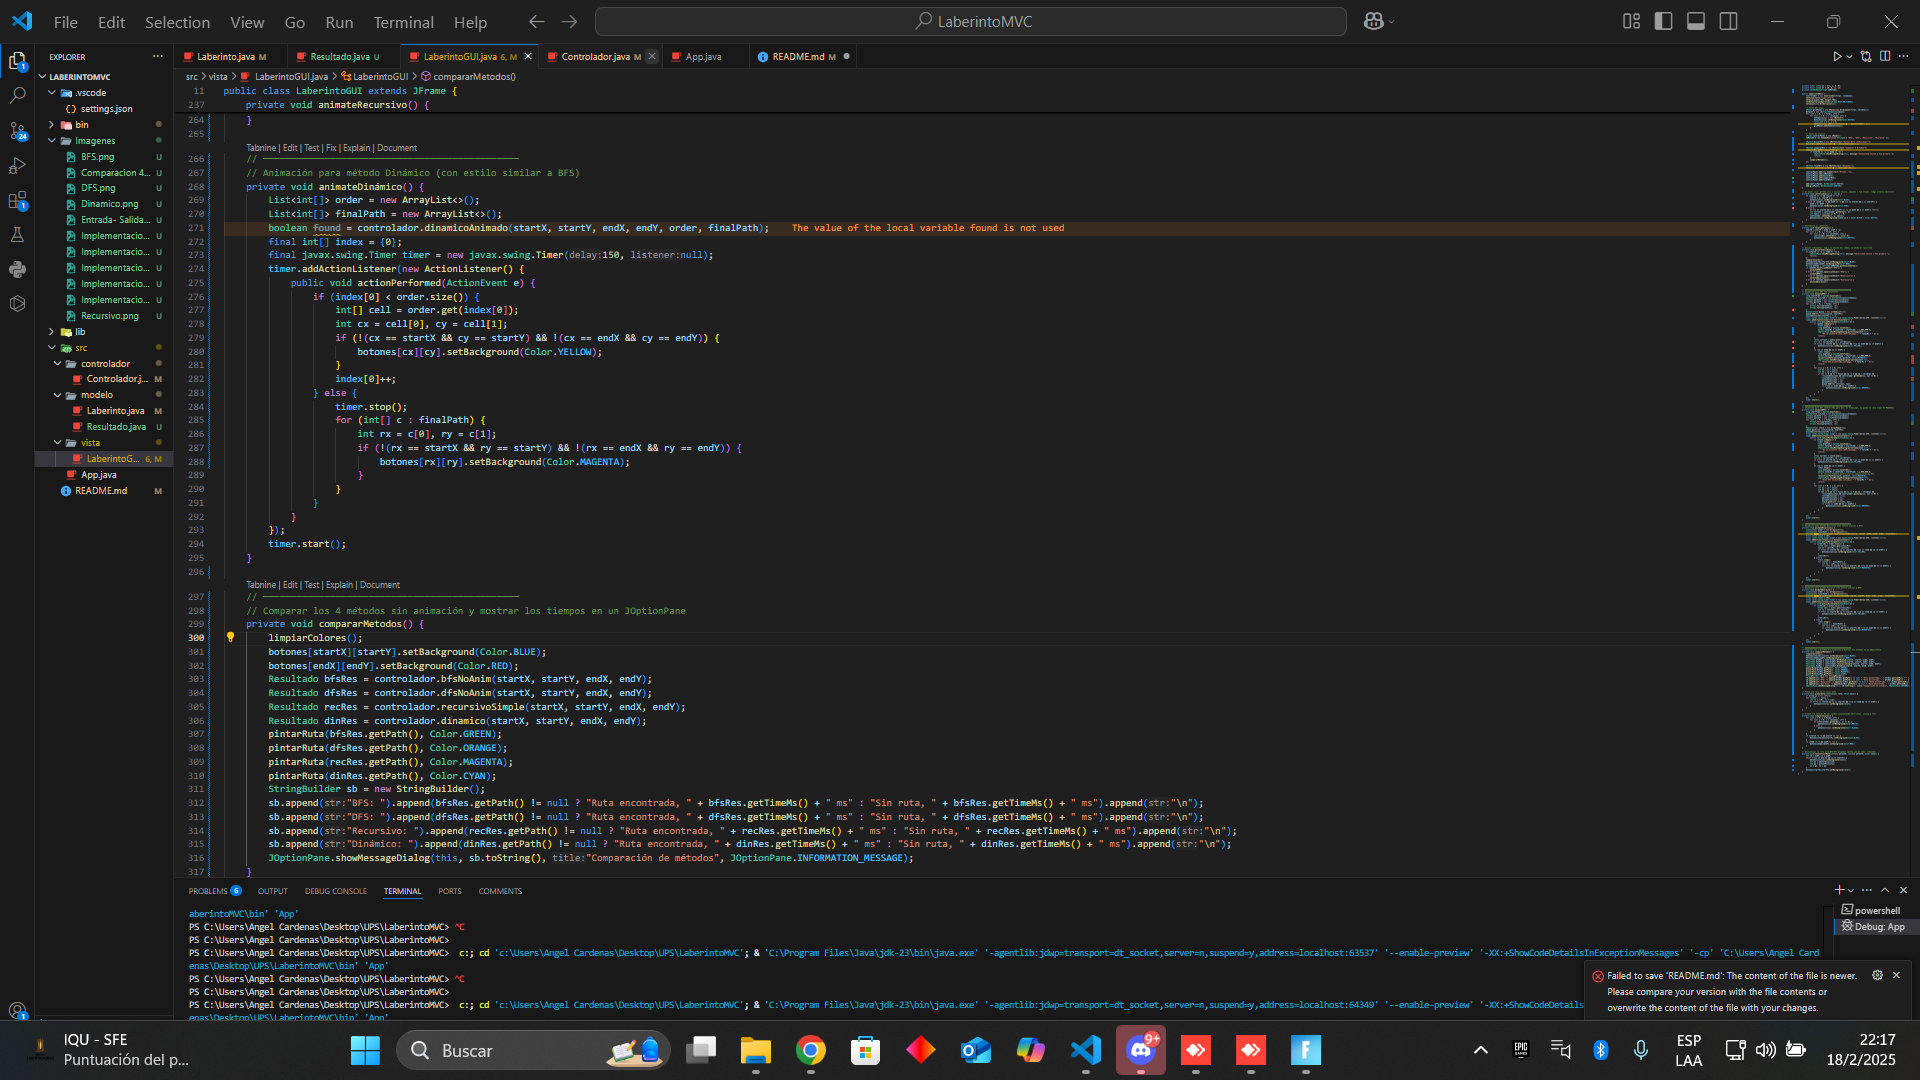 File Edit Selection View Go Run Terminal Help
LaberintoMVC
EXPLORER
LABERINTOMVC
.vscode
settings.json
bin
Imagenes
BFS.png U
Comparacion 4... U
DFS.png U
Dinamico.png U
Entrada- Salida... U
Implementacio... U
Implementacio... U
Implementacio... U
Implementacio... U
Implementacio... U
Recursivo.png U
lib
src
controlador
Controlador.j... M
modelo
Laberinto.java M
Resultado.java U
vista
LaberintoG... 6, M
App.java
README.md M
Laberinto.java M
Resultado.java U
LaberintoGUI.java 6, M
Controlador.java M
App.java
README.md M
src > vista > LaberintoGUI.java > LaberintoGUI > compararMetodos()
11 public class LaberintoGUI extends JFrame {
237 private void animateRecursivo() {
264 }
265
Tabnine | Edit | Test | Fix | Explain | Document
266 // ──────────────────────────────
267 // Animación para método Dinámico (con estilo similar a BFS)
268 private void animateDinámico() {
269 List<int[]> order = new ArrayList<>();
270 List<int[]> finalPath = new ArrayList<>();
271 boolean found = controlador.dinamicoAnimado(startX, startY, endX, endY, order, finalPath); The value of the local variable found is not used
272 final int[] index = {0};
273 final javax.swing.Timer timer = new javax.swing.Timer(delay:150, listener:null);
274 timer.addActionListener(new ActionListener() {
275 public void actionPerformed(ActionEvent e) {
276 if (index[0] < order.size()) {
277 int[] cell = order.get(index[0]);
278 int cx = cell[0], cy = cell[1];
279 if (!(cx == startX && cy == startY) && !(cx == endX && cy == endY)) {
280 botones[cx][cy].setBackground(Color.YELLOW);
281 }
282 index[0]++;
283 } else {
284 timer.stop();
285 for (int[] c : finalPath) {
286 int rx = c[0], ry = c[1];
287 if (!(rx == startX && ry == startY) && !(rx == endX && ry == endY)) {
288 botones[rx][ry].setBackground(Color.MAGENTA);
289 }
290 }
291 }
292 }
293 });
294 timer.start();
295 }
296
Tabnine | Edit | Test | Explain | Document
297 // ──────────────────────────────
298 // Comparar los 4 métodos sin animación y mostrar los tiempos en un JOptionPane
299 private void compararMetodos() {
300 limpiarColores();
301 botones[startX][startY].setBackground(Color.BLUE);
302 botones[endX][endY].setBackground(Color.RED);
303 Resultado bfsRes = controlador.bfsNoAnim(startX, startY, endX, endY);
304 Resultado dfsRes = controlador.dfsNoAnim(startX, startY, endX, endY);
305 Resultado recRes = controlador.recursivoSimple(startX, startY, endX, endY);
306 Resultado dinRes = controlador.dinamico(startX, startY, endX, endY);
307 pintarRuta(bfsRes.getPath(), Color.GREEN);
308 pintarRuta(dfsRes.getPath(), Color.ORANGE);
309 pintarRuta(recRes.getPath(), Color.MAGENTA);
310 pintarRuta(dinRes.getPath(), Color.CYAN);
311 StringBuilder sb = new StringBuilder();
312 sb.append(str:"BFS: ").append(bfsRes.getPath() != null ? "Ruta encontrada, " + bfsRes.getTimeMs() + " ms" : "Sin ruta, " + bfsRes.getTimeMs() + " ms").append(str:"\n");
313 sb.append(str:"DFS: ").append(dfsRes.getPath() != null ? "Ruta encontrada, " + dfsRes.getTimeMs() + " ms" : "Sin ruta, " + dfsRes.getTimeMs() + " ms").append(str:"\n");
314 sb.append(str:"Recursivo: ").append(recRes.getPath() != null ? "Ruta encontrada, " + recRes.getTimeMs() + " ms" : "Sin ruta, " + recRes.getTimeMs() + " ms").append(str:"\n");
315 sb.append(str:"Dinámico: ").append(dinRes.getPath() != null ? "Ruta encontrada, " + dinRes.getTimeMs() + " ms" : "Sin ruta, " + dinRes.getTimeMs() + " ms").append(str:"\n");
316 JOptionPane.showMessageDialog(this, sb.toString(), title:"Comparación de métodos", JOptionPane.INFORMATION_MESSAGE);
317 }
PROBLEMS 6 OUTPUT DEBUG CONSOLE TERMINAL PORTS COMMENTS
aberintoMVC\bin' 'App'
PS C:\Users\Angel Cardenas\Desktop\UPS\LaberintoMVC> ^C
PS C:\Users\Angel Cardenas\Desktop\UPS\LaberintoMVC>
PS C:\Users\Angel Cardenas\Desktop\UPS\LaberintoMVC> c:; cd 'c:\Users\Angel Cardenas\Desktop\UPS\LaberintoMVC'; & 'C:\Program Files\Java\jdk-23\bin\java.exe' '-agentlib:jdwp=transport=dt_socket,server=n,suspend=y,address=localhost:63537' '--enable-preview' '-XX:+ShowCodeDetailsInExceptionMessages' '-cp' 'C:\Users\Angel Card
enas\Desktop\UPS\LaberintoMVC\bin' 'App'
PS C:\Users\Angel Cardenas\Desktop\UPS\LaberintoMVC> ^C
PS C:\Users\Angel Cardenas\Desktop\UPS\LaberintoMVC>
PS C:\Users\Angel Cardenas\Desktop\UPS\LaberintoMVC> c:; cd 'c:\Users\Angel Cardenas\Desktop\UPS\LaberintoMVC'; & 'C:\Program Files\Java\jdk-23\bin\java.exe' '-agentlib:jdwp=transport=dt_socket,server=n,suspend=y,address=localhost:64349' '--enable-preview' '-XX:+ShowCodeDetails
enas\Desktop\UPS\LaberintoMVC\bin' 'App'
powershell
Debug: App
Failed to save 'README.md': The content of the file is newer.
Please compare your version with the file contents or
overwrite the content of the file with your changes.
IQU - SFE
Puntuación del p...
Buscar
9+
EPIC
ESP
LAA
22:17
18/2/2025